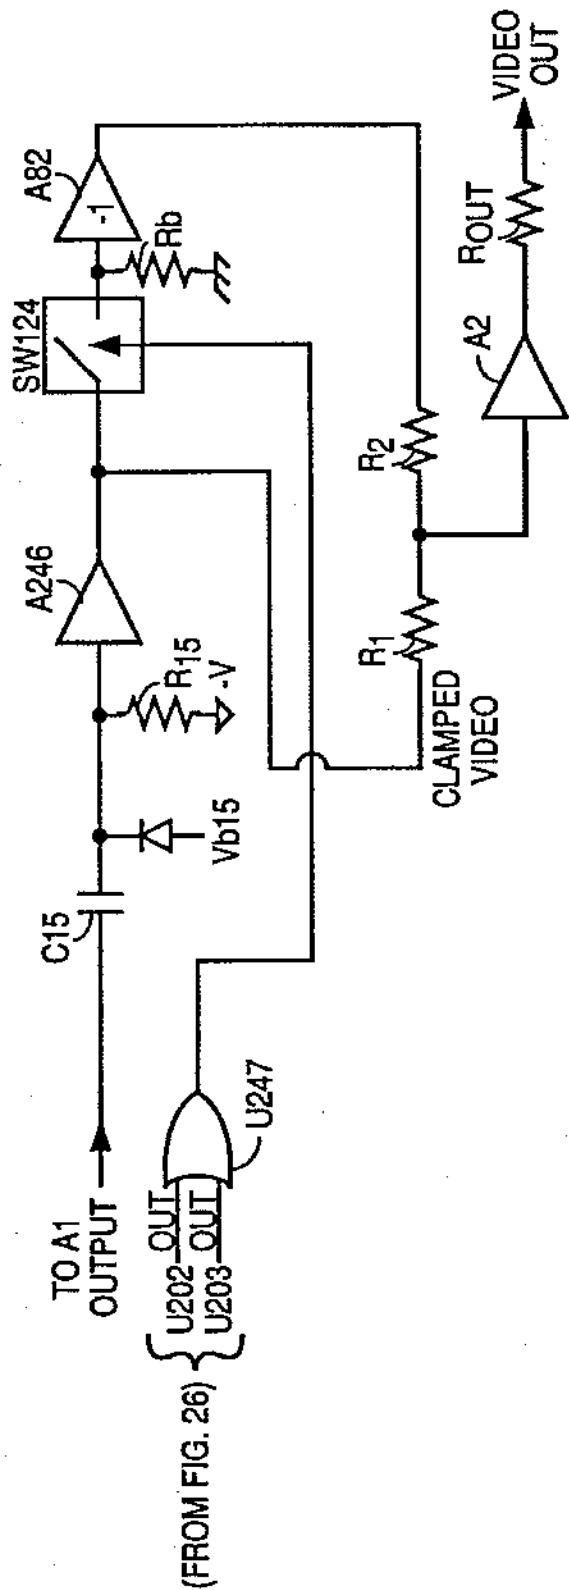 TO A1
OUTPUT
C15
Vb15
R15
-V
A246
SW124
Rb
A82
-1
(FROM FIG. 26)
U202 OUT
U203 OUT
U247
CLAMPED
VIDEO
R1
R2
A2
ROUT
VIDEO
OUT